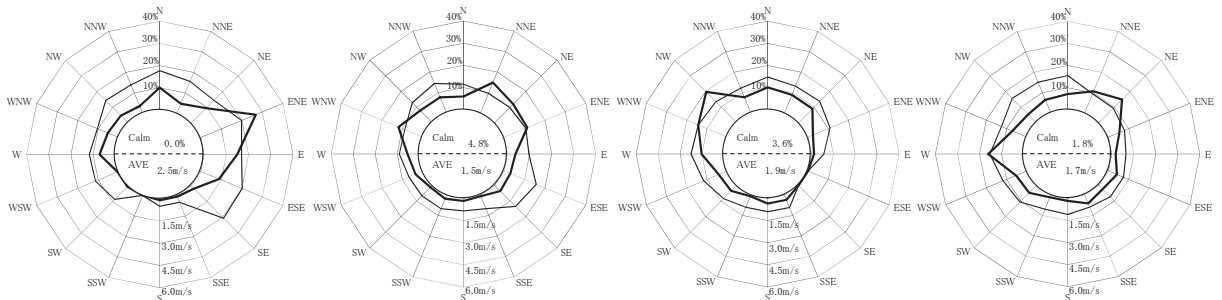 N
40%
NNW
NNE
30%
NW
NE
20%
10%
WNW
ENE
Calm
0.0%
W
E
AVE
2.5m/s
WSW
ESE
1.5m/s
SW
3.0m/s
SE
4.5m/s
SSW
SSE
6.0m/s
S
N
40%
NNW
NNE
30%
NW
NE
20%
10%
WNW
ENE
Calm
4.8%
W
E
AVE
1.5m/s
WSW
ESE
1.5m/s
SW
3.0m/s
SE
4.5m/s
SSW
SSE
6.0m/s
S
N
40%
NNW
NNE
30%
NW
NE
20%
10%
WNW
ENE
Calm
3.6%
W
E
AVE
1.9m/s
WSW
ESE
1.5m/s
SW
3.0m/s
SE
4.5m/s
SSW
SSE
6.0m/s
S
N
40%
NNW
NNE
30%
NW
NE
20%
10%
WNW
ENE
Calm
1.8%
W
E
AVE
1.7m/s
WSW
ESE
1.5m/s
SW
3.0m/s
SE
4.5m/s
SSW
SSE
6.0m/s
S